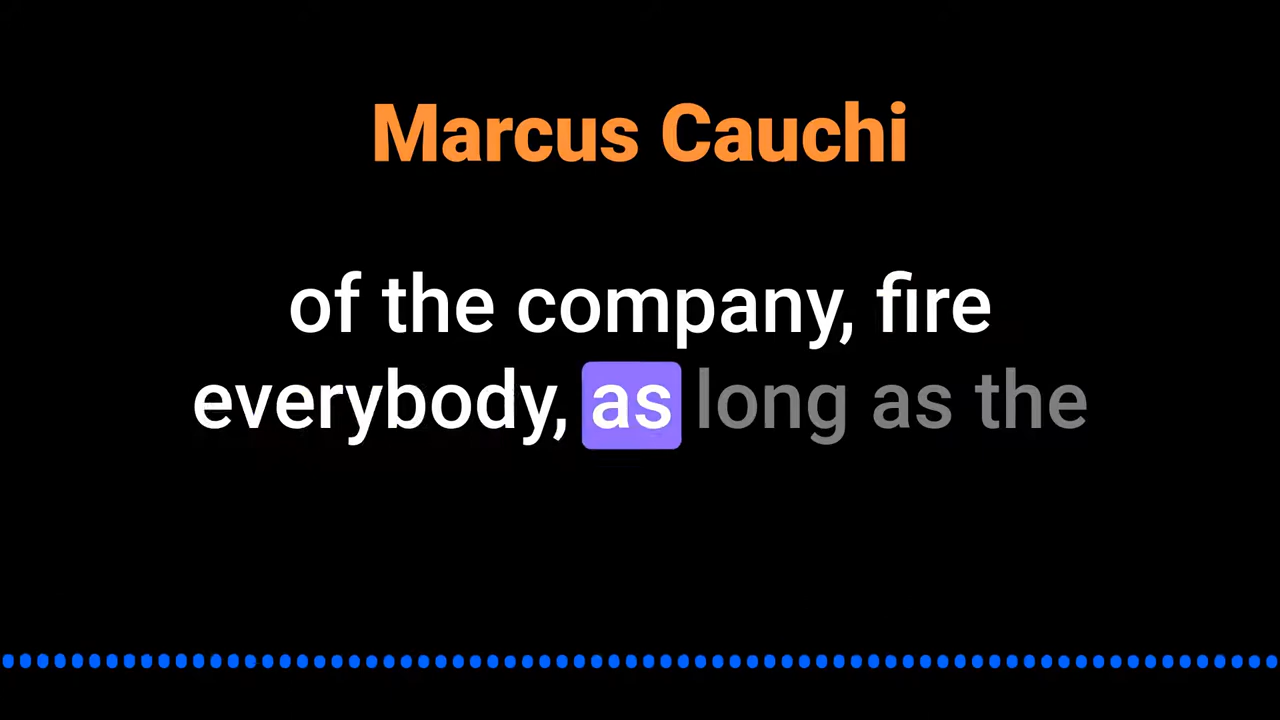 Marcus Cauchi
of the company, fire
everybody, as long as the